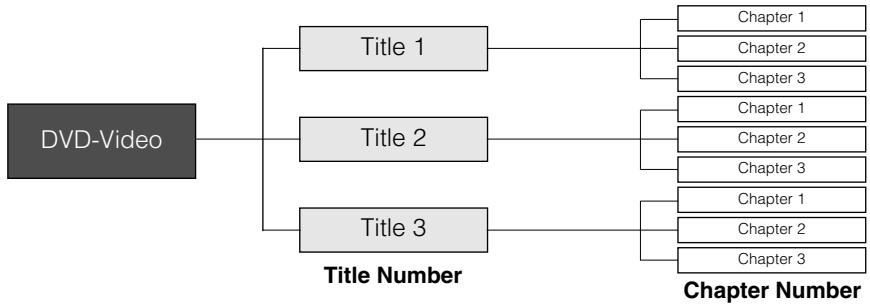 DVD-Video
Title 1
Chapter 1
Chapter 2
Chapter 3
Title 2
Chapter 1
Chapter 2
Chapter 3
Title 3
Chapter 1
Chapter 2
Chapter 3
Title Number
Chapter Number